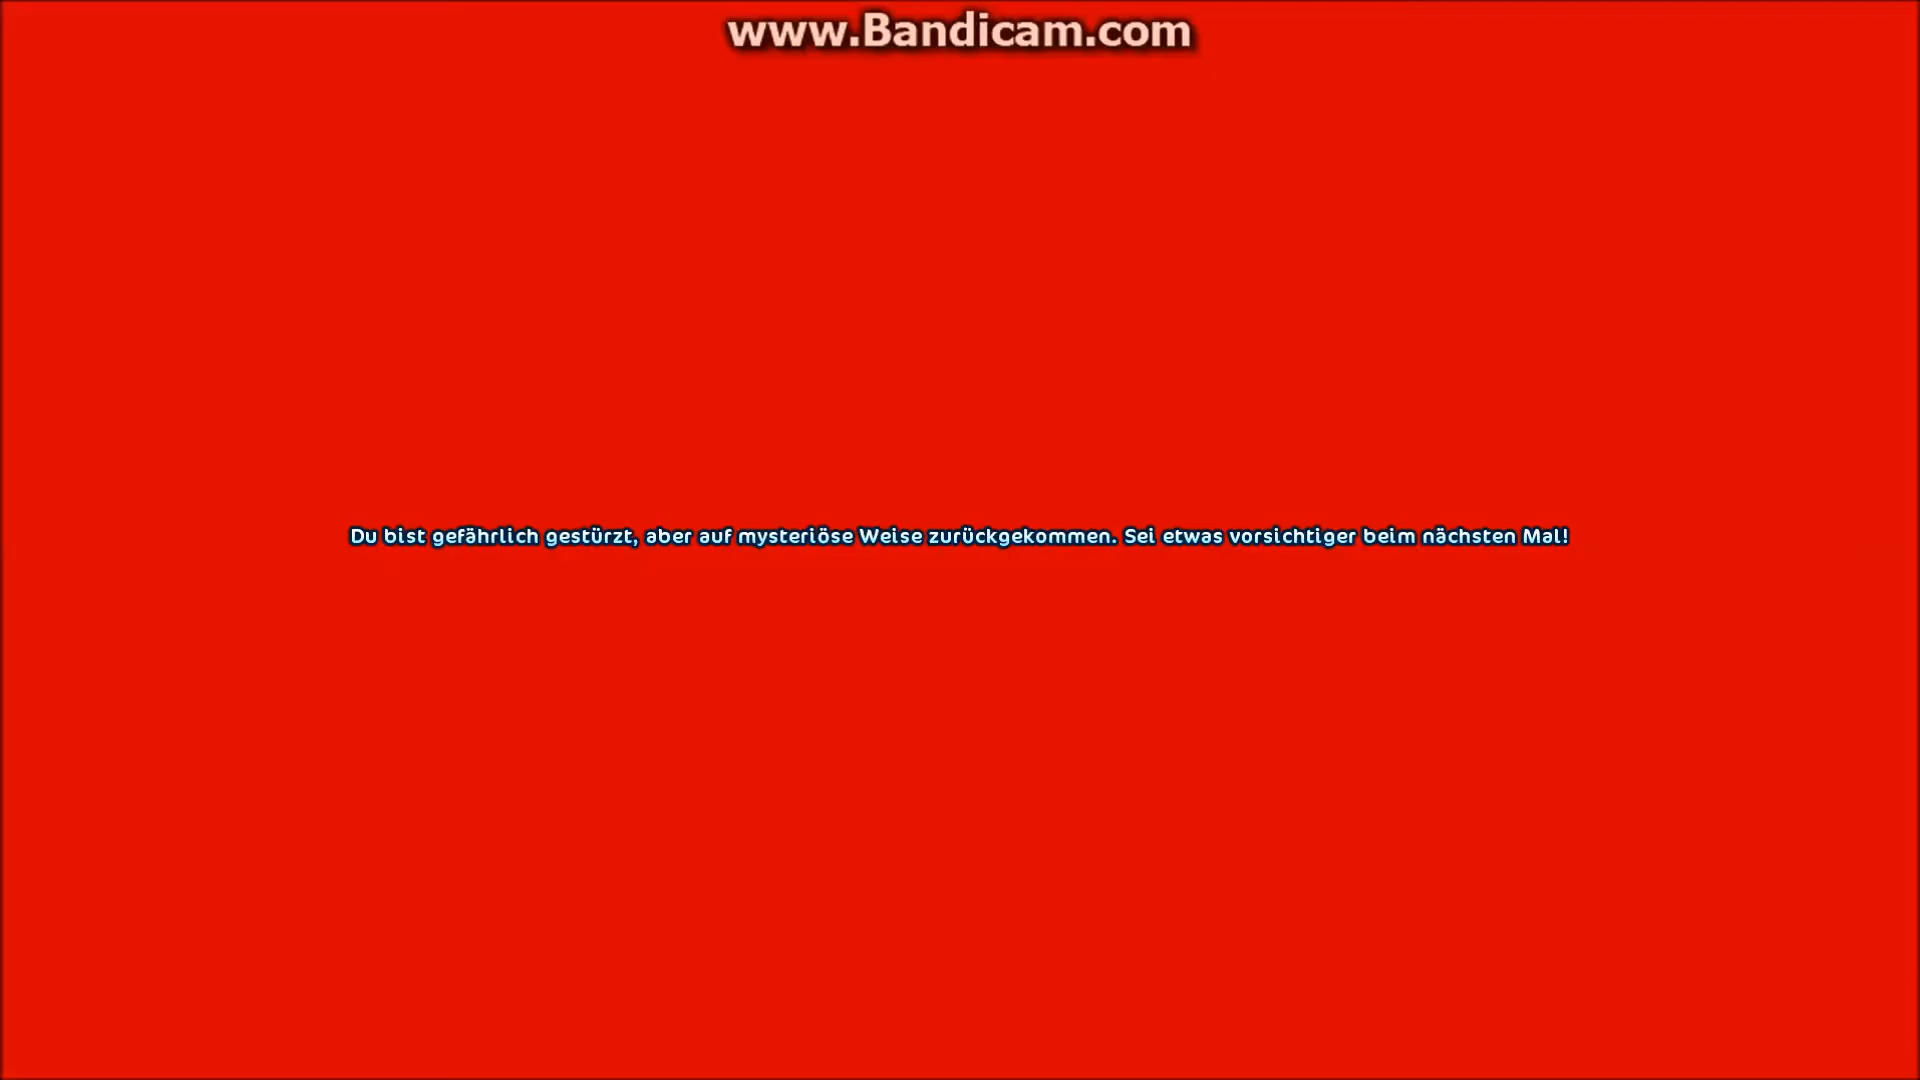 www.Bandicam.com
Du bist gefährlich gestürzt, aber auf mysteriöse Weise zurückgekommen. Sei etwas vorsichtiger beim nächsten Mal!